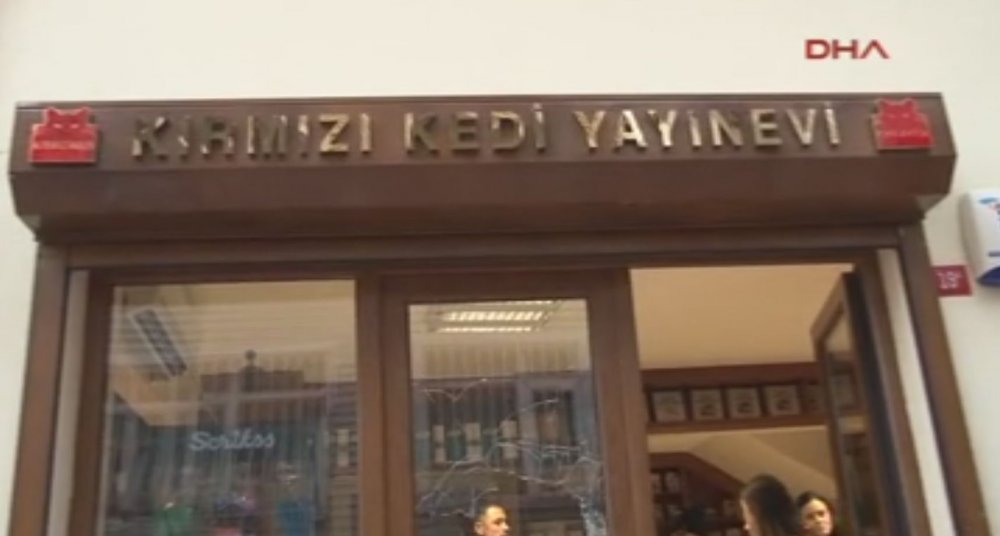 DHA
KIRMIZI KEDİ YAYINEVİ
Scrikss